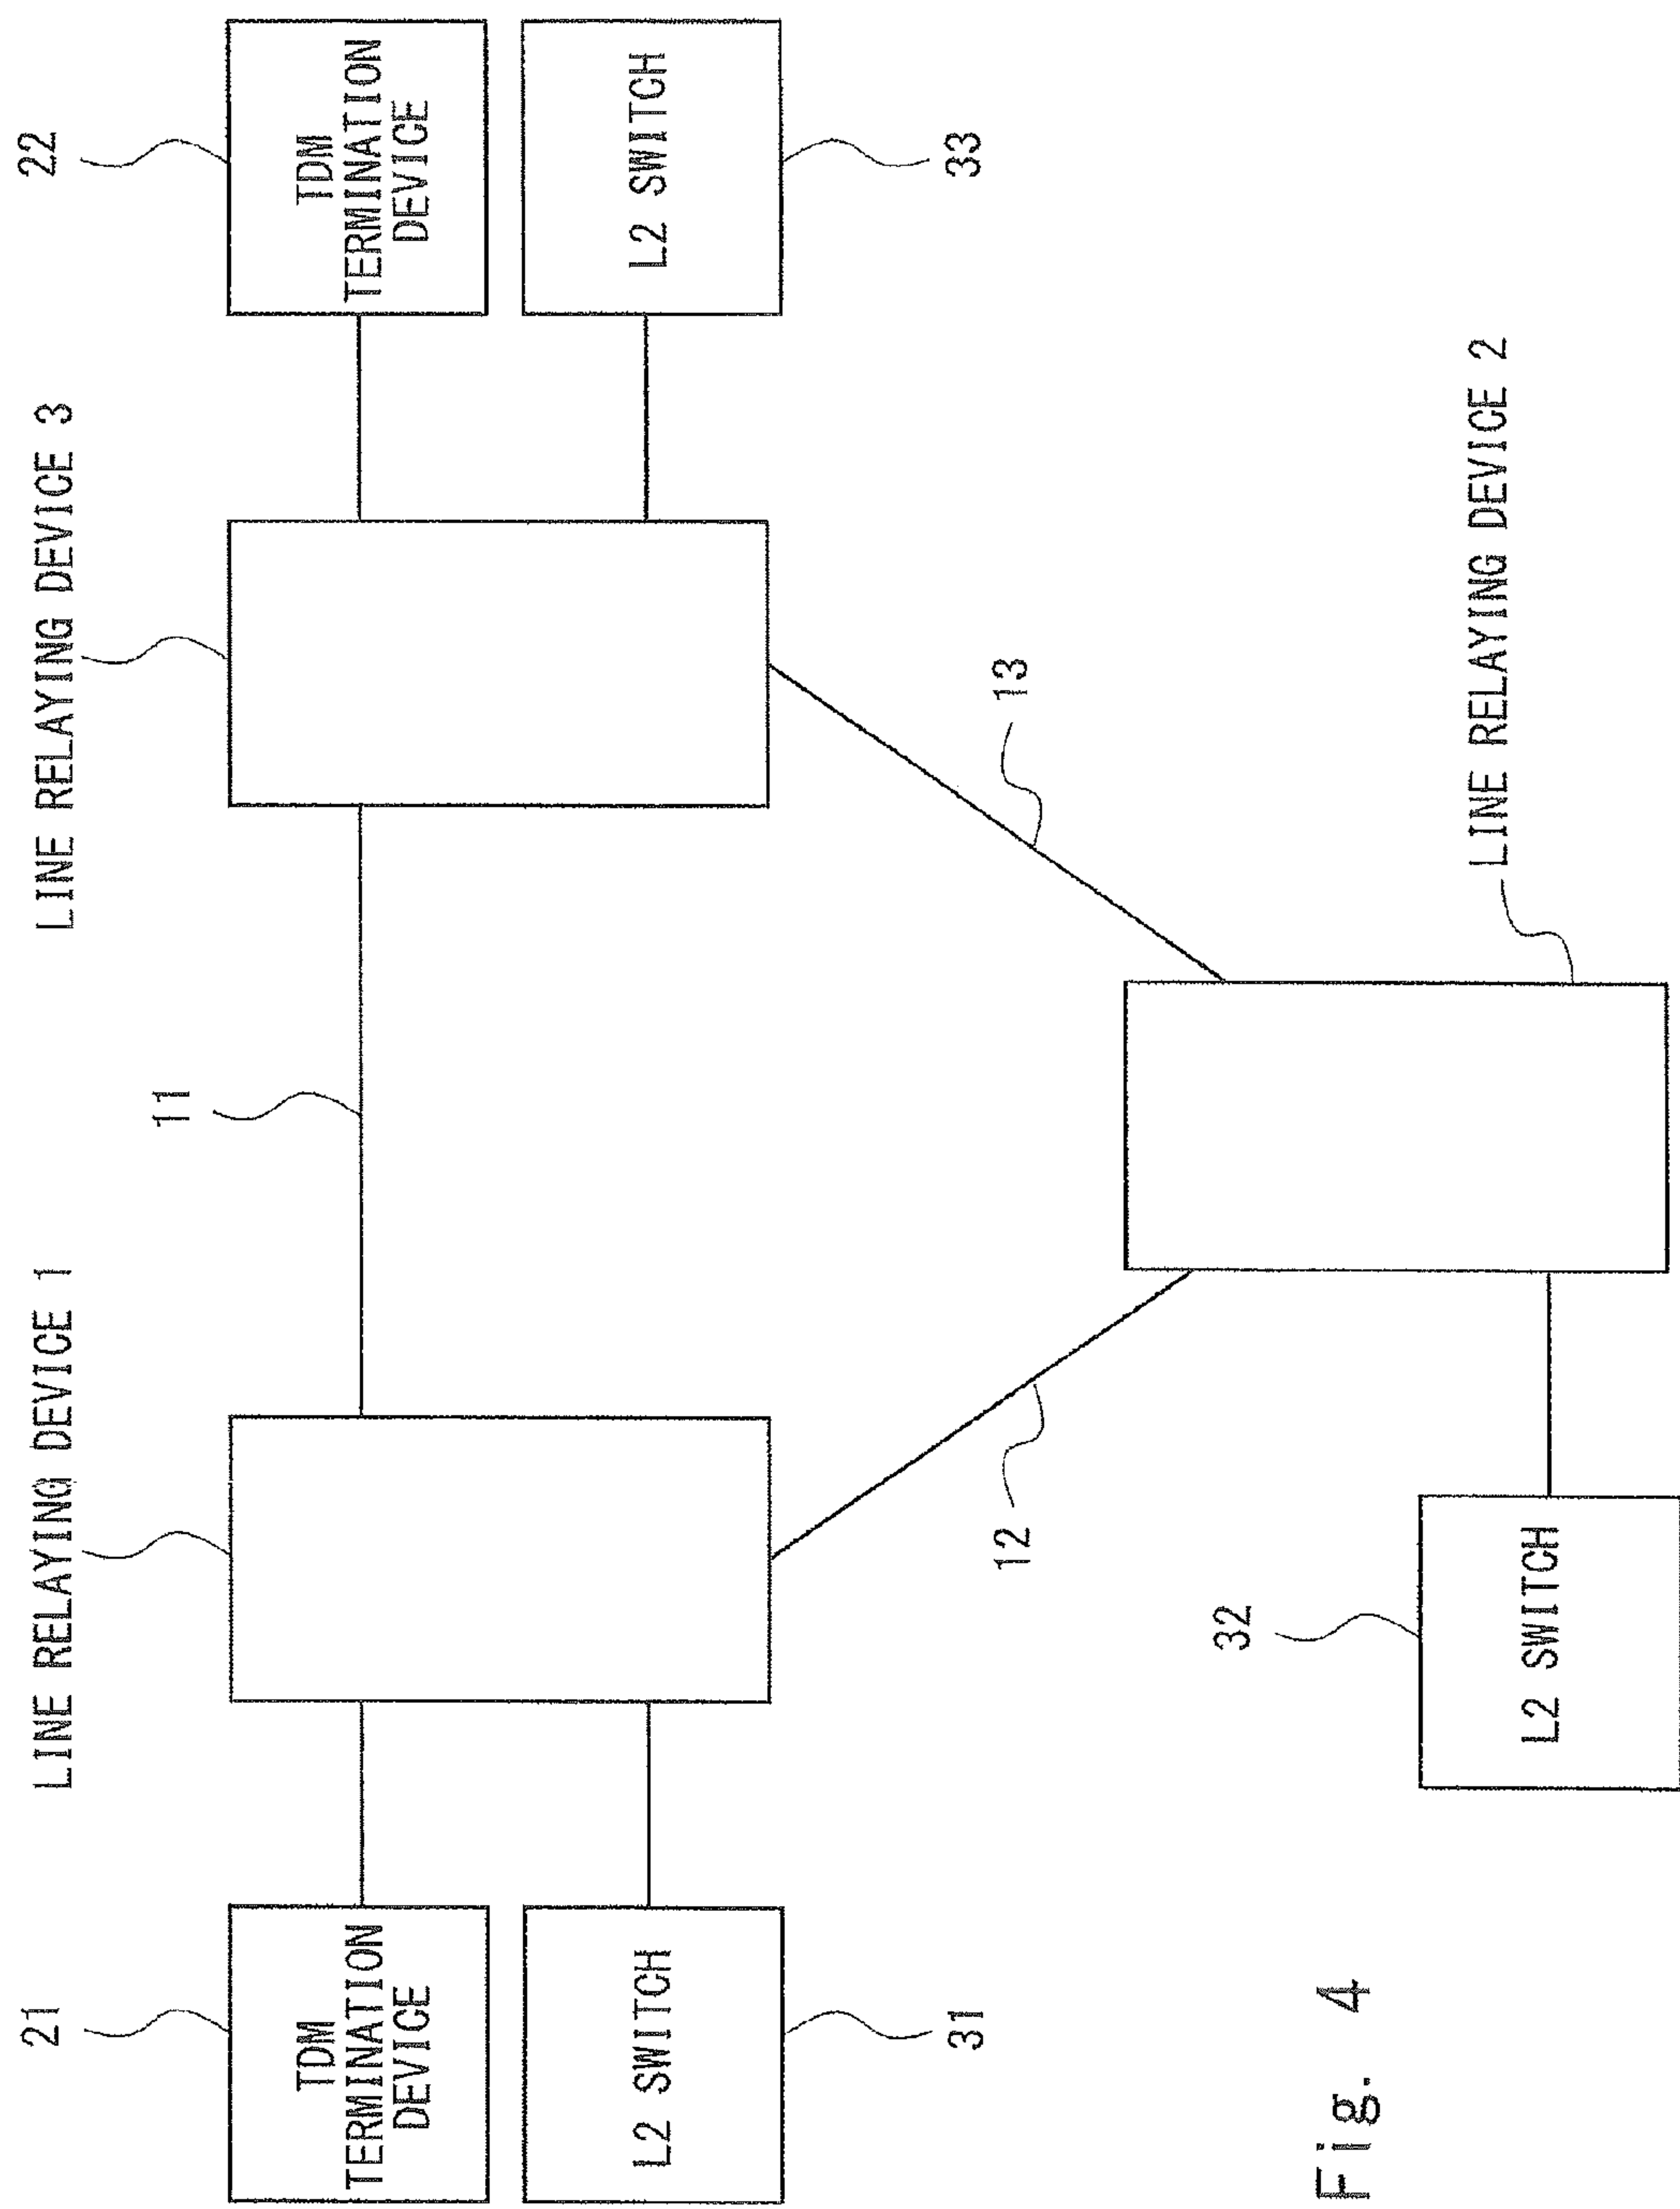 LINE RELAYING DEVICE 1
LINE RELAYING DEVICE 3
21
TDM
TERMINATION
DEVICE
11
22
TDM
TERMINATION
DEVICE
L2 SWITCH
31
L2 SWITCH
33
12
13
32
L2 SWITCH
LINE RELAYING DEVICE 2
Fig. 4